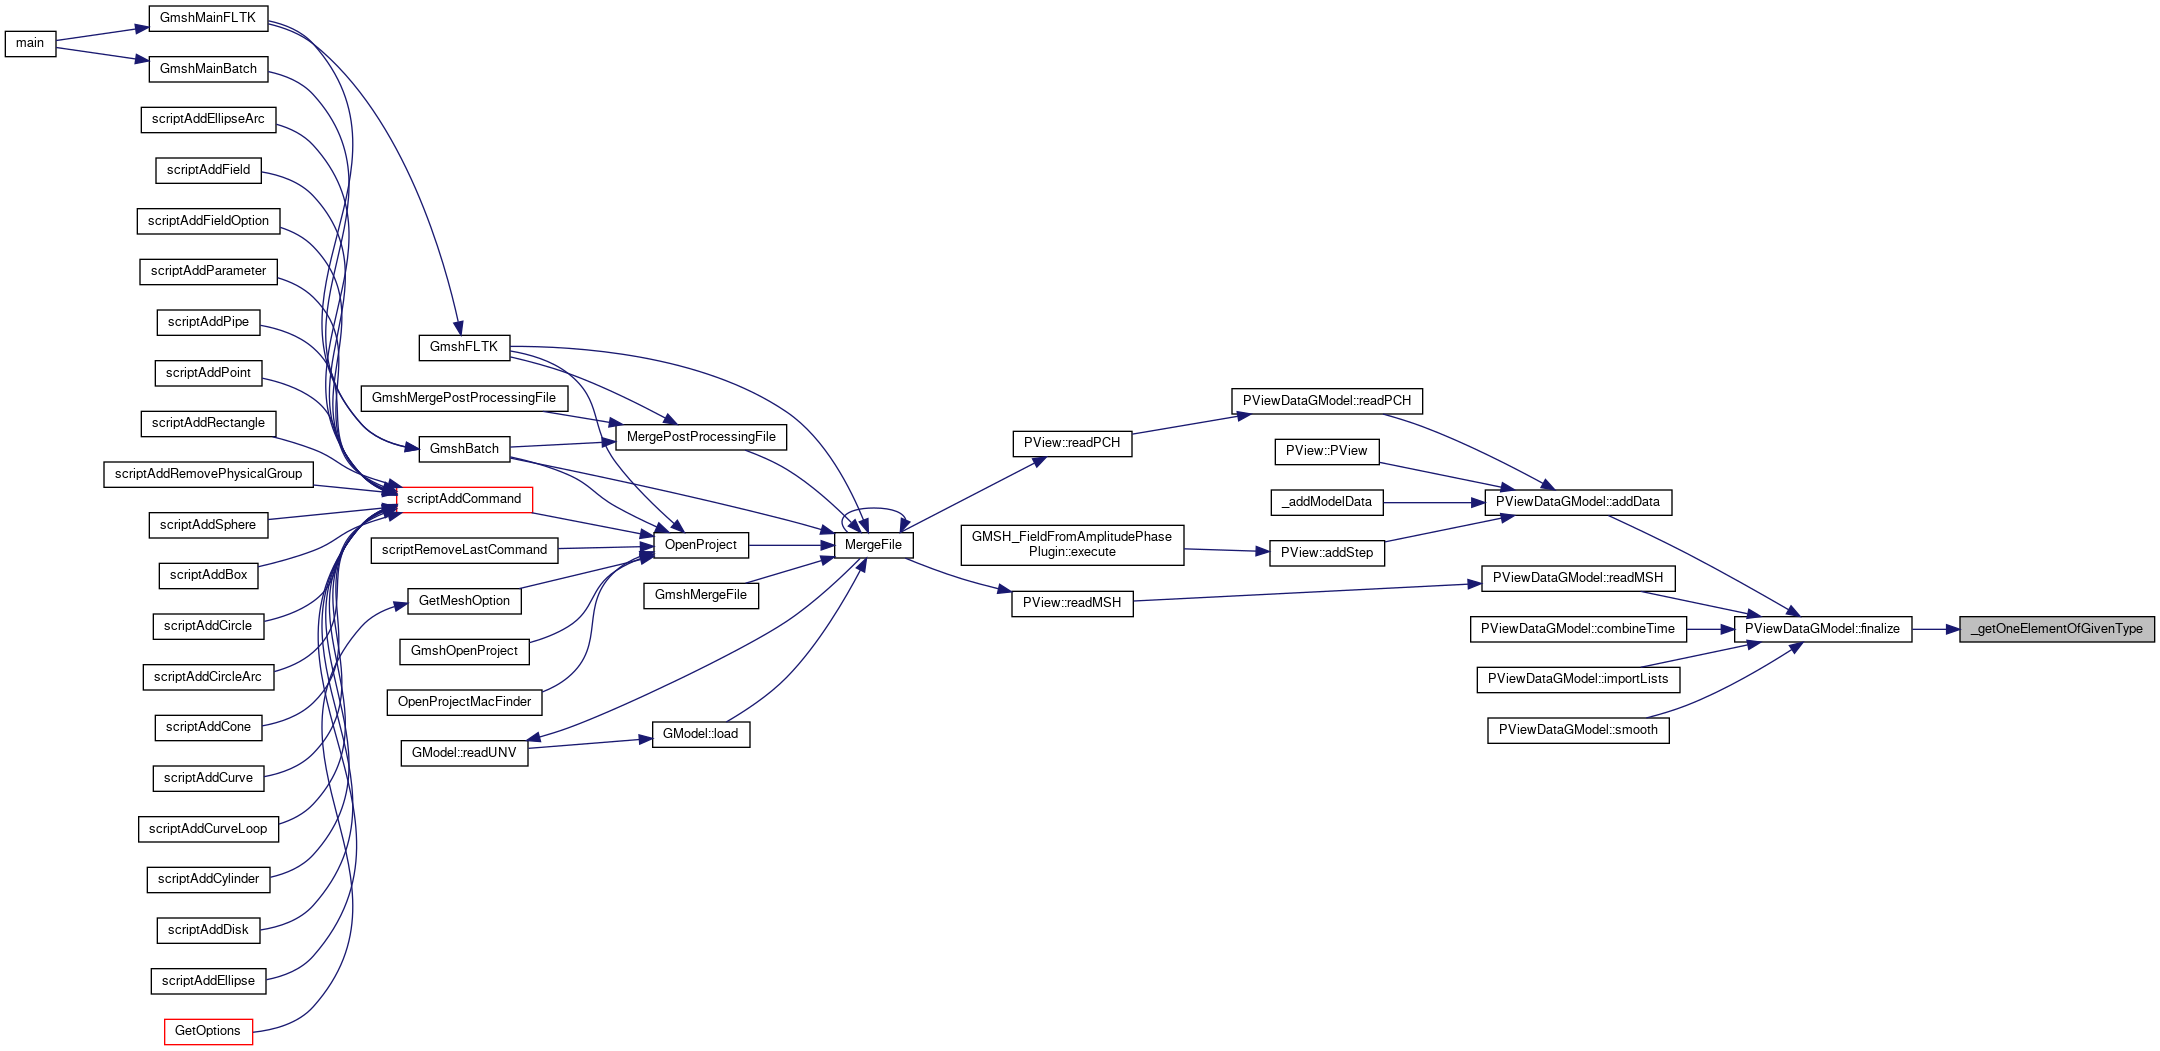 main
GmshMainFLTK
GmshMainBatch
scriptAddEllipseArc
scriptAddField
scriptAddFieldOption
scriptAddParameter
scriptAddPipe
scriptAddPoint
scriptAddRectangle
scriptAddRemovePhysicalGroup
scriptAddSphere
scriptAddBox
scriptAddCircle
scriptAddCircleArc
scriptAddCone
scriptAddCurve
scriptAddCurveLoop
scriptAddCylinder
scriptAddDisk
scriptAddEllipse
GetOptions
GmshFLTK
GmshMergePostProcessingFile
GmshBatch
scriptAddCommand
scriptRemoveLastCommand
GetMeshOption
GmshOpenProject
OpenProjectMacFinder
GModel::readUNV
MergePostProcessingFile
OpenProject
GmshMergeFile
GModel::load
MergeFile
PView::readPCH
GMSH_FieldFromAmplitudePhase
Plugin::execute
PView::readMSH
PViewDataGModel::readPCH
PView::PView
_addModelData
PView::addStep
PViewDataGModel::addData
PViewDataGModel::readMSH
PViewDataGModel::combineTime
PViewDataGModel::importLists
PViewDataGModel::smooth
PViewDataGModel::finalize
_getOneElementOfGivenType